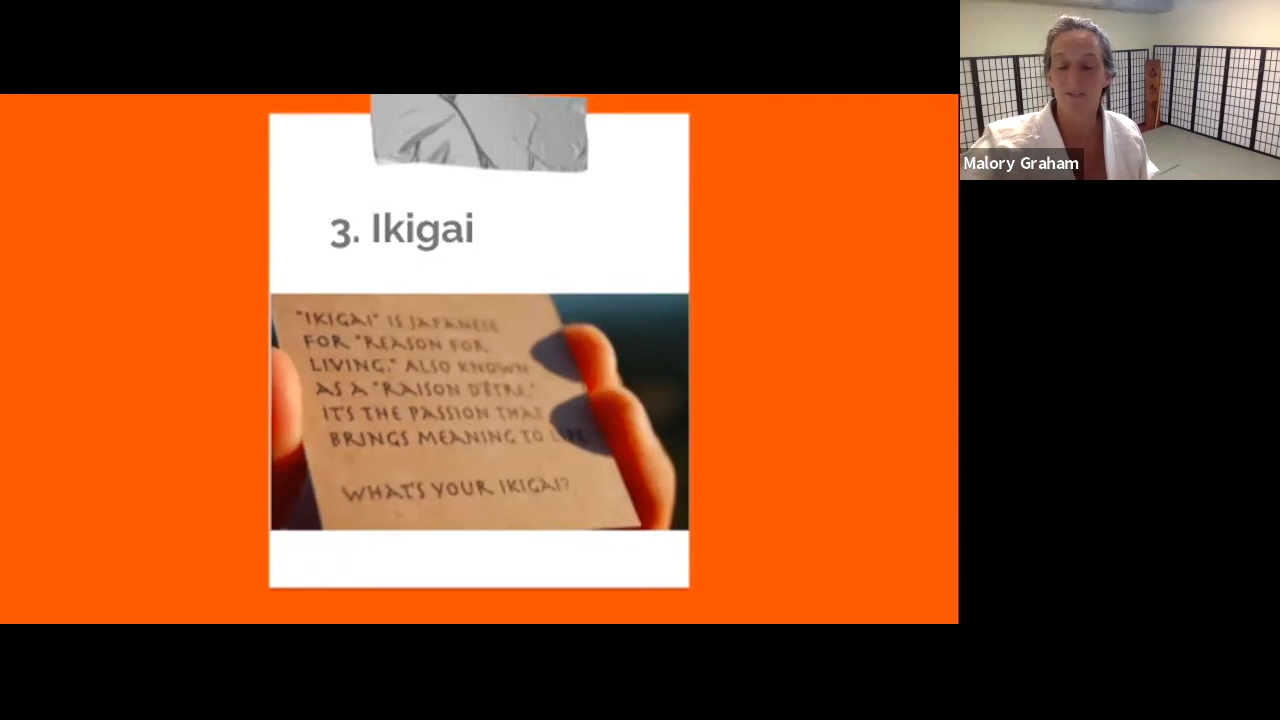 3. Ikigai
"IKIGAI" IS JAPANESE
FOR "REASON FOR
LIVING." ALSO KNOWN
AS A "RAISON D'ÊTRE."
IT'S THE PASSION THAT
BRINGS MEANING TO LIFE
WHAT'S YOUR IKIGAI?
Malory Graham